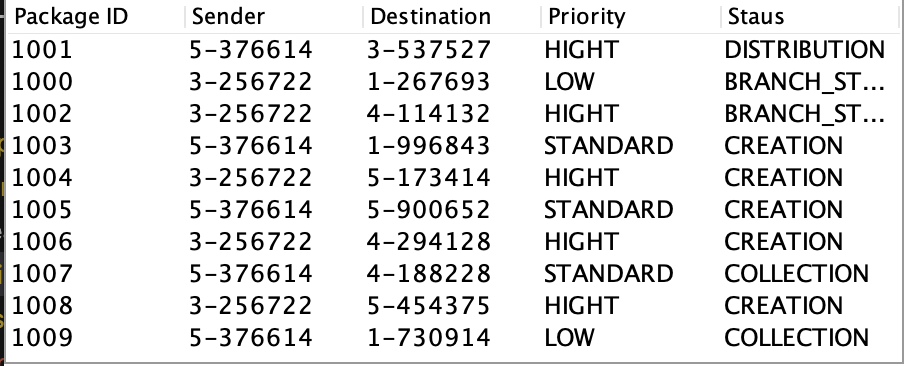 Package ID Sender Destination Priority Staus
1001 5-376614 3-537527 HIGHT DISTRIBUTION
1000 3-256722 1-267693 LOW BRANCH_ST...
1002 3-256722 4-114132 HIGHT BRANCH_ST...
1003 5-376614 1-996843 STANDARD CREATION
1004 3-256722 5-173414 HIGHT CREATION
1005 5-376614 5-900652 STANDARD CREATION
1006 3-256722 4-294128 HIGHT CREATION
1007 5-376614 4-188228 STANDARD COLLECTION
1008 3-256722 5-454375 HIGHT CREATION
1009 5-376614 1-730914 LOW COLLECTION